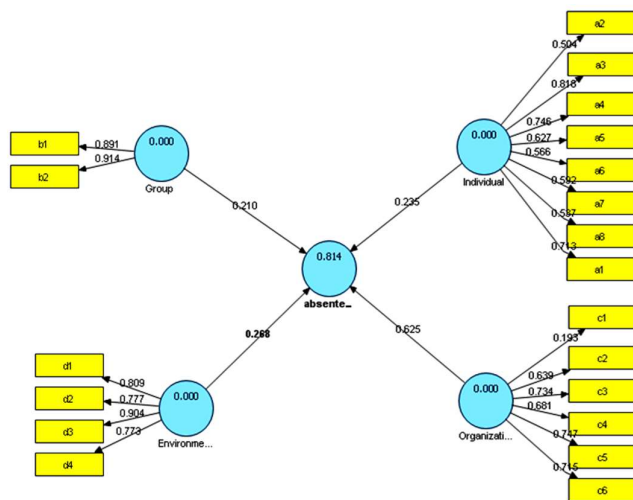 a2
0.504
a3
0.818
a4
0.746
0.000
0.627
a5
0.566
a6
0.592
a7
0.537
a8
0.713
a1
Individual
0.000
b1
0.891
b2
0.914
Group
0.210
0.235
0.814
absente...
0.268
0.625
d1
0.809
d2
0.777
d3
0.904
d4
0.773
0.000
Environme...
c1
0.193
c2
0.639
c3
0.734
0.681
c4
0.747
c5
0.715
c6
0.000
Organizati...